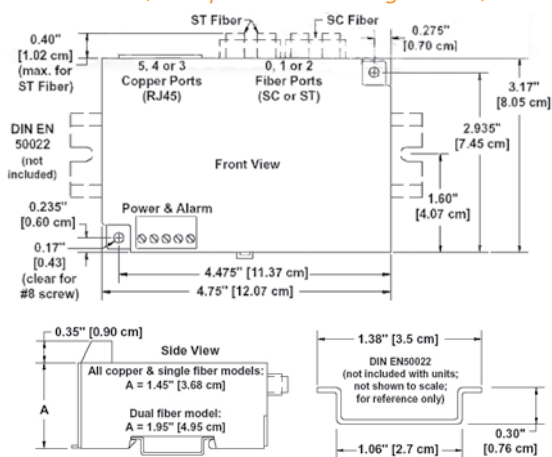 ST Fiber
SC Fiber
0.40"
[1.02 cm]
(max. for
ST Fiber)
5, 4 or 3
Copper Ports
(RJ45)
0, 1 or 2
Fiber Ports
(SC or ST)
0.275"
[0.70 cm]
3.17"
[8.05 cm]
2.935"
[7.45 cm]
DIN EN
50022
(not
included)
Front View
1.60"
[4.07 cm]
0.235"
[0.60 cm]
Power & Alarm
0.17"
[0.43]
(clear for
#8 screw)
4.475" [11.37 cm]
4.75" [12.07 cm]
0.35" [0.90 cm]
Side View
All copper & single fiber models:
A = 1.45" [3.68 cm]
Dual fiber model:
A = 1.95" [4.95 cm]
A
1.38" [3.5 cm]
DIN EN50022
(not included with units;
not shown to scale;
for reference only)
0.30"
[0.76 cm]
1.06" [2.7 cm]